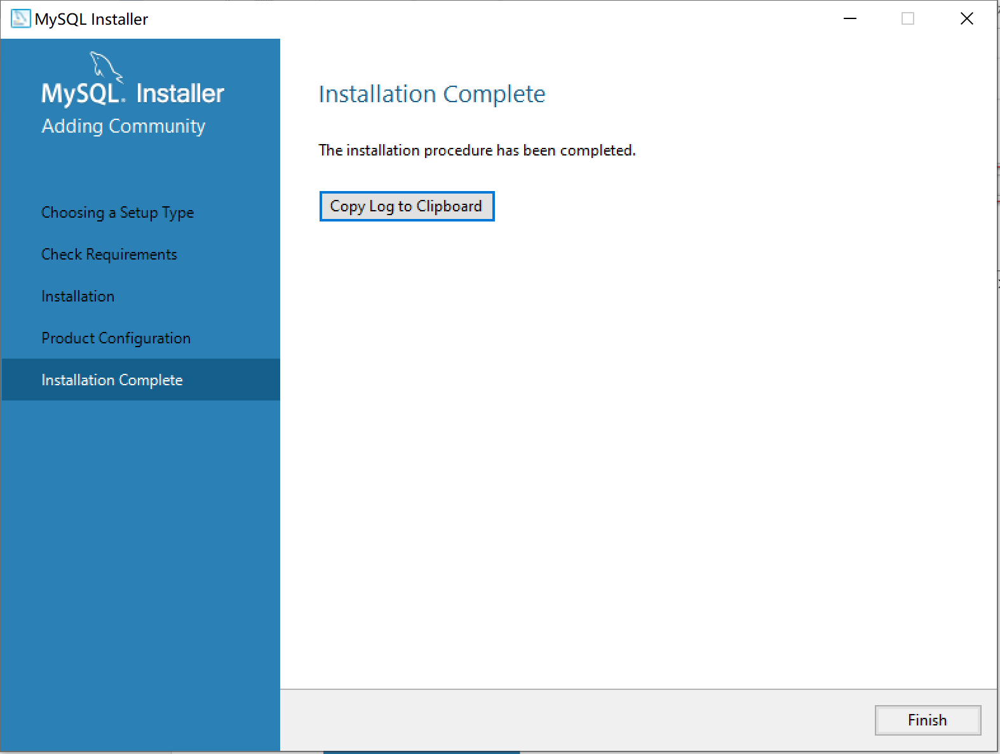 MySQL Installer
MySQL. Installer
Adding Community
Choosing a Setup Type
Check Requirements
Installation
Product Configuration
Installation Complete
Installation Complete
The installation procedure has been completed.
Copy Log to Clipboard
Finish